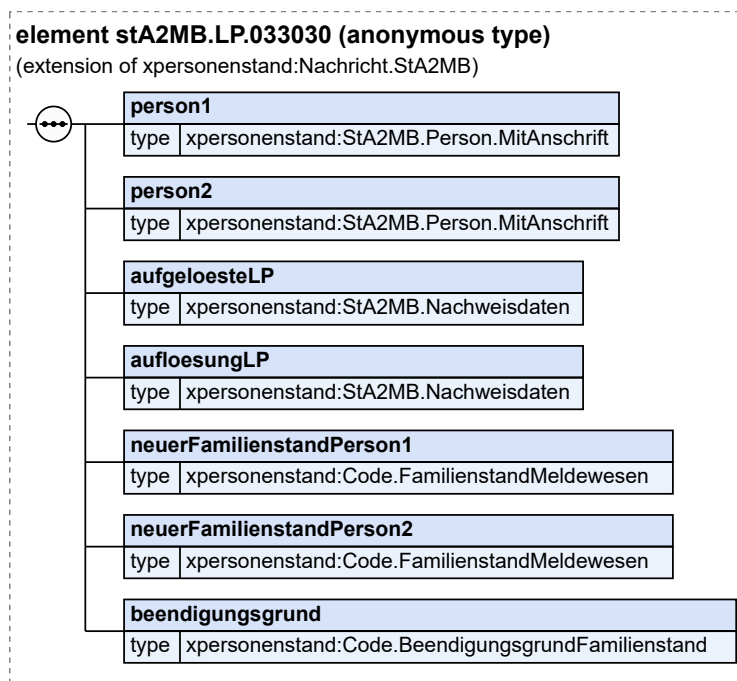 element stA2MB.LP.033030 (anonymous type)
(extension of xpersonenstand:Nachricht.StA2MB)
person1
type xpersonenstand:StA2MB.Person.MitAnschrift
person2
type xpersonenstand:StA2MB.Person.MitAnschrift
aufgeloesteLP
type xpersonenstand:StA2MB.Nachweisdaten
aufloesungLP
type xpersonenstand:StA2MB.Nachweisdaten
neuerFamilienstandPerson1
type xpersonenstand:Code.FamilienstandMeldewesen
neuerFamilienstandPerson2
type xpersonenstand:Code.FamilienstandMeldewesen
beendigungsgrund
type xpersonenstand:Code.BeendigungsgrundFamilienstand